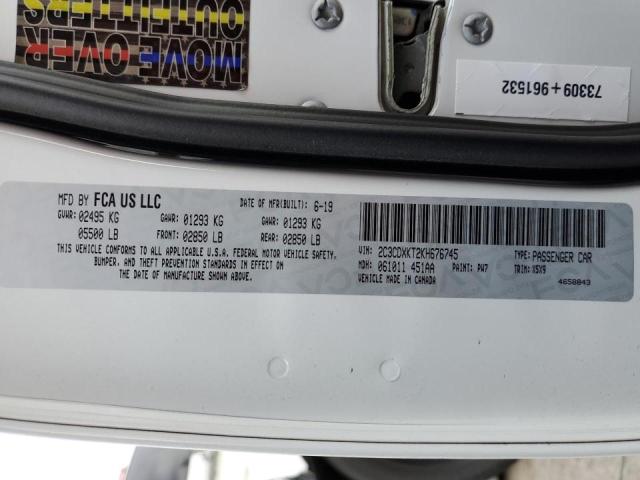 MOVE OVER
OUTFITTERS
73309+961532
MFD BY FCA US LLC
DATE OF MFR(BUILT): 6-19
GVWR: 02495 KG GAWR: 01293 KG GAWR: 01293 KG
05500 LB FRONT: 02850 LB REAR: 02850 LB
THIS VEHICLE CONFORMS TO ALL APPLICABLE U.S.A. FEDERAL MOTOR VEHICLE SAFETY,
BUMPER, AND THEFT PREVENTION STANDARDS IN EFFECT ON
THE DATE OF MANUFACTURE SHOWN ABOVE.
VIN: 2C3CDXKT2KH676745 TYPE: PASSENGER CAR
MDH: 061011 451AA PAINT: PW7 TRIM: X5X9
VEHICLE MADE IN CANADA 4658843